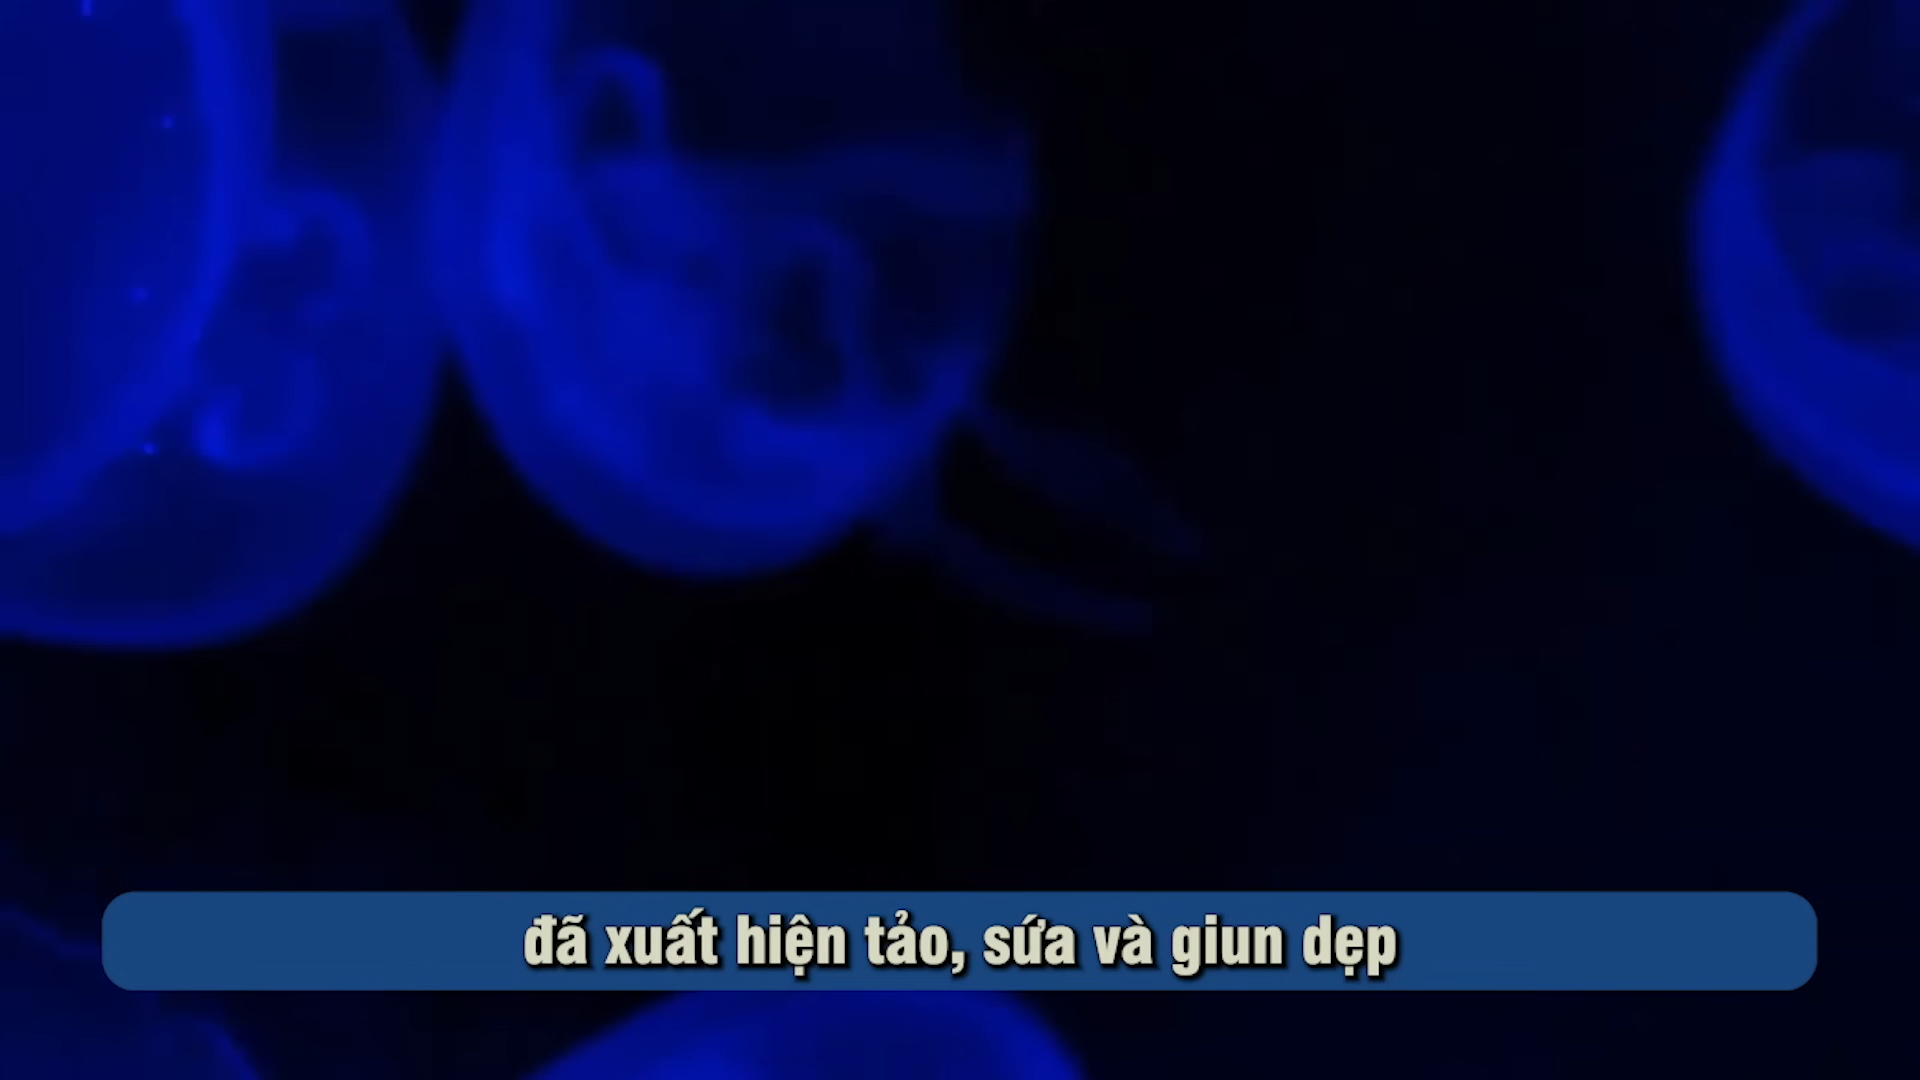 đã xuất hiện tảo, sứa và giun dẹp